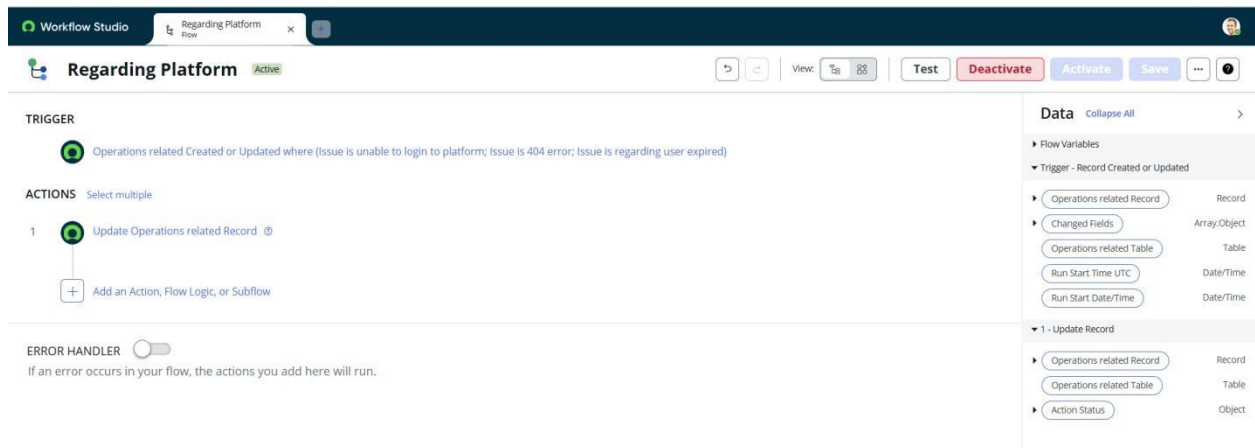 Workflow Studio
Regarding Platform
Flow
Regarding Platform Active
View:
Test Deactivate Activate Save
TRIGGER
Operations related Created or Updated where (Issue is unable to login to platform; Issue is 404 error; Issue is regarding user expired)
ACTIONS Select multiple
1 Update Operations related Record
Add an Action, Flow Logic, or Subflow
ERROR HANDLER
If an error occurs in your flow, the actions you add here will run.
Data Collapse All
Flow Variables
Trigger - Record Created or Updated
Operations related Record Record
Changed Fields Array.Object
Operations related Table Table
Run Start Time UTC Date/Time
Run Start Date/Time Date/Time
1 - Update Record
Operations related Record Record
Operations related Table Table
Action Status Object